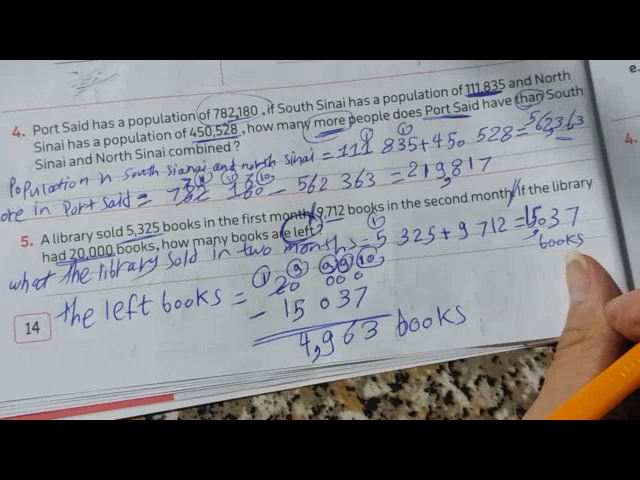 e.
4. Port Said has a population of 782,180, if South Sinai has a population of 111,835 and North
Sinai has a population of 450,528, how many more people does Port Said have than South
Sinai and North Sinai combined?
4.
Population n South Sianai and north sinai = 111 835 + 450 528 = 562363
ore in Port said = 782 180 - 562 363 = 219,817
5. A library sold 5,325 books in the first month, 9,712 books in the second month. If the library
had 20,000 books, how many books are left?
what the library sold in two months = 5 325 + 9 712 = 15,037
books
the left books = 20 000
- 15 037
4,963 books
14